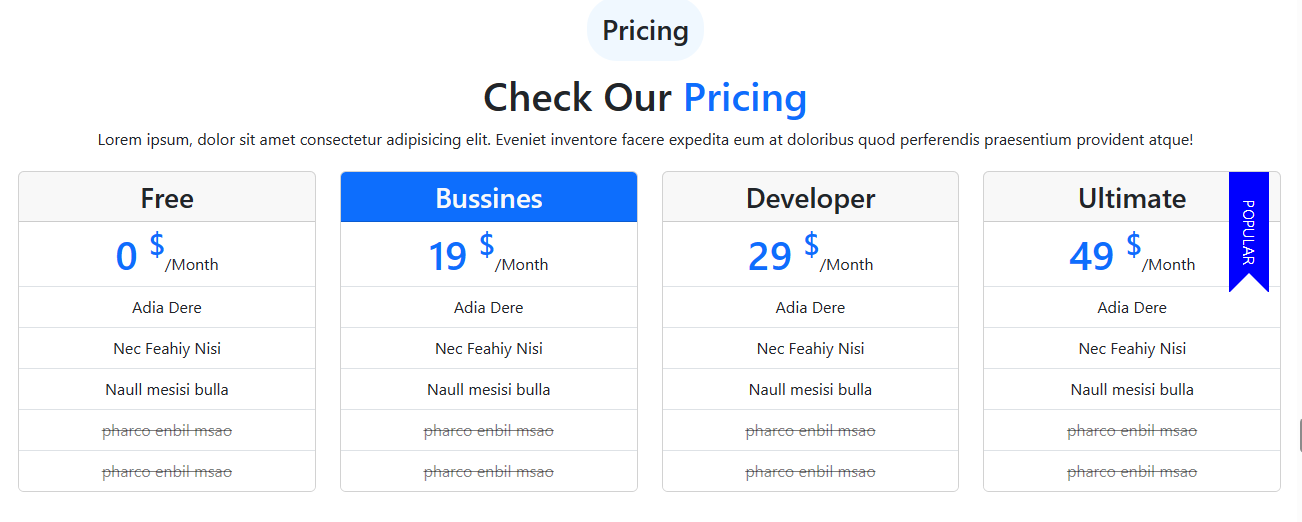 Pricing
Check Our Pricing
Lorem ipsum, dolor sit amet consectetur adipisicing elit. Eveniet inventore facere expedita eum at doloribus quod perferendis praesentium provident atque!
Free
0 $/Month
Adia Dere
Nec Feahiy Nisi
Naull mesisi bulla
pharco enbil msao
pharco enbil msao
Bussines
19 $/Month
Adia Dere
Nec Feahiy Nisi
Naull mesisi bulla
pharco enbil msao
pharco enbil msao
Developer
29 $/Month
Adia Dere
Nec Feahiy Nisi
Naull mesisi bulla
pharco enbil msao
pharco enbil msao
Ultimate
POPULAR
49 $/Month
Adia Dere
Nec Feahiy Nisi
Naull mesisi bulla
pharco enbil msao
pharco enbil msao